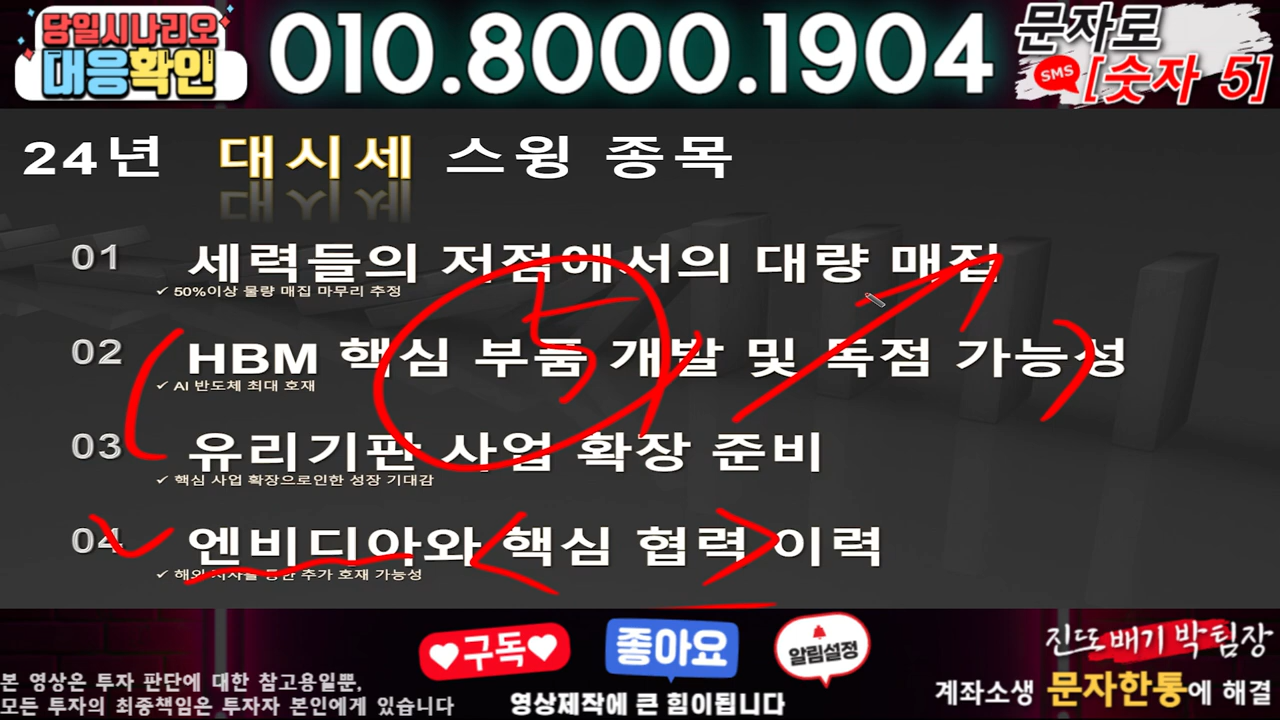 당일시나리오
대응확인
010.8000.1904
문자로
SMS
[숫자 5]
24년 대시세 스윙 종목
01 세력들의 저점에서의 대량 매집
✓ 50%이상 물량 매집 마무리 추정
02 HBM 핵심 부품 개발 및 독점 가능성
✓ AI 반도체 최대 호재
03 유리기판 사업 확장 준비
✓ 핵심 사업 확장으로인한 성장 기대감
04 엔비디아와 핵심 협력 이력
✓ 해외 통한 추가 호재 가능성
5
구독
좋아요
알림설정
영상제작에 큰 힘이됩니다
본 영상은 투자 판단에 대한 참고용일뿐,
모든 투자의 최종책임은 투자자 본인에게 있습니다
진또배기 박팀장
계좌소생 문자한통에 해결